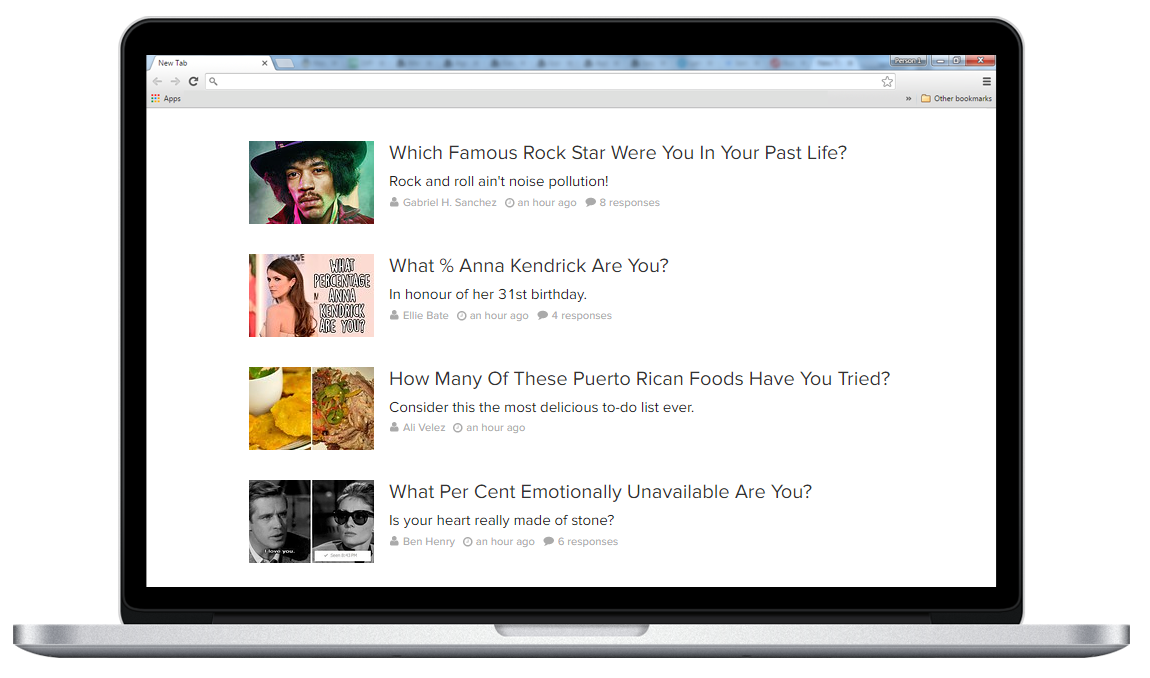 New Tab
Person 1
Apps
» Other bookmarks
Which Famous Rock Star Were You In Your Past Life?
Rock and roll ain't noise pollution!
Gabriel H. Sanchez an hour ago 8 responses
WHAT
PERCENTAGE
ANNA
KENDRICK
ARE YOU?
What % Anna Kendrick Are You?
In honour of her 31st birthday.
Ellie Bate an hour ago 4 responses
How Many Of These Puerto Rican Foods Have You Tried?
Consider this the most delicious to-do list ever.
Ali Velez an hour ago
I love you.
What Per Cent Emotionally Unavailable Are You?
Is your heart really made of stone?
Ben Henry an hour ago 6 responses